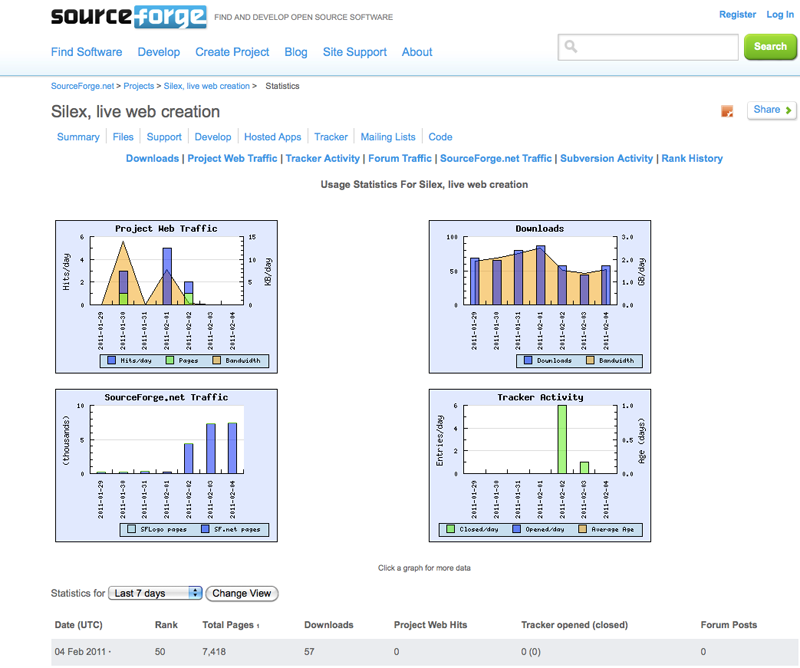 sourceforge FIND AND DEVELOP OPEN SOURCE SOFTWARE
Register Log In
Find Software Develop Create Project Blog Site Support About
Search
SourceForge.net > Projects > Silex, live web creation > Statistics
Silex, live web creation
Share
Summary Files Support Develop Hosted Apps Tracker Mailing Lists Code
Downloads | Project Web Traffic | Tracker Activity | Forum Traffic | SourceForge.net Traffic | Subversion Activity | Rank History
Usage Statistics For Silex, live web creation
Project Web Traffic
Hits/day
6
4
2
0
15
10
5
0
KB/day
2011-01-29 2011-01-30 2011-01-31 2011-02-01 2011-02-02 2011-02-03 2011-02-04
Hits/day Pages Bandwidth
Downloads
100
50
0
3.0
2.0
1.0
0.0
GB/day
2011-01-29 2011-01-30 2011-01-31 2011-02-01 2011-02-02 2011-02-03 2011-02-04
Downloads Bandwidth
SourceForge.net Traffic
(thousands)
10
5
0
2011-01-29 2011-01-30 2011-01-31 2011-02-01 2011-02-02 2011-02-03 2011-02-04
SFLogo pages SF.net pages
Tracker Activity
Entries/day
6
4
2
0
1.0
0.5
0.0
Age (days)
2011-01-29 2011-01-30 2011-01-31 2011-02-01 2011-02-02 2011-02-03 2011-02-04
Closed/day Opened/day Average Age
Click a graph for more data
Statistics for Last 7 days Change View
Date (UTC) Rank Total Pages Downloads Project Web Hits Tracker opened (closed) Forum Posts
04 Feb 2011 50 7,418 57 0 0 (0) 0